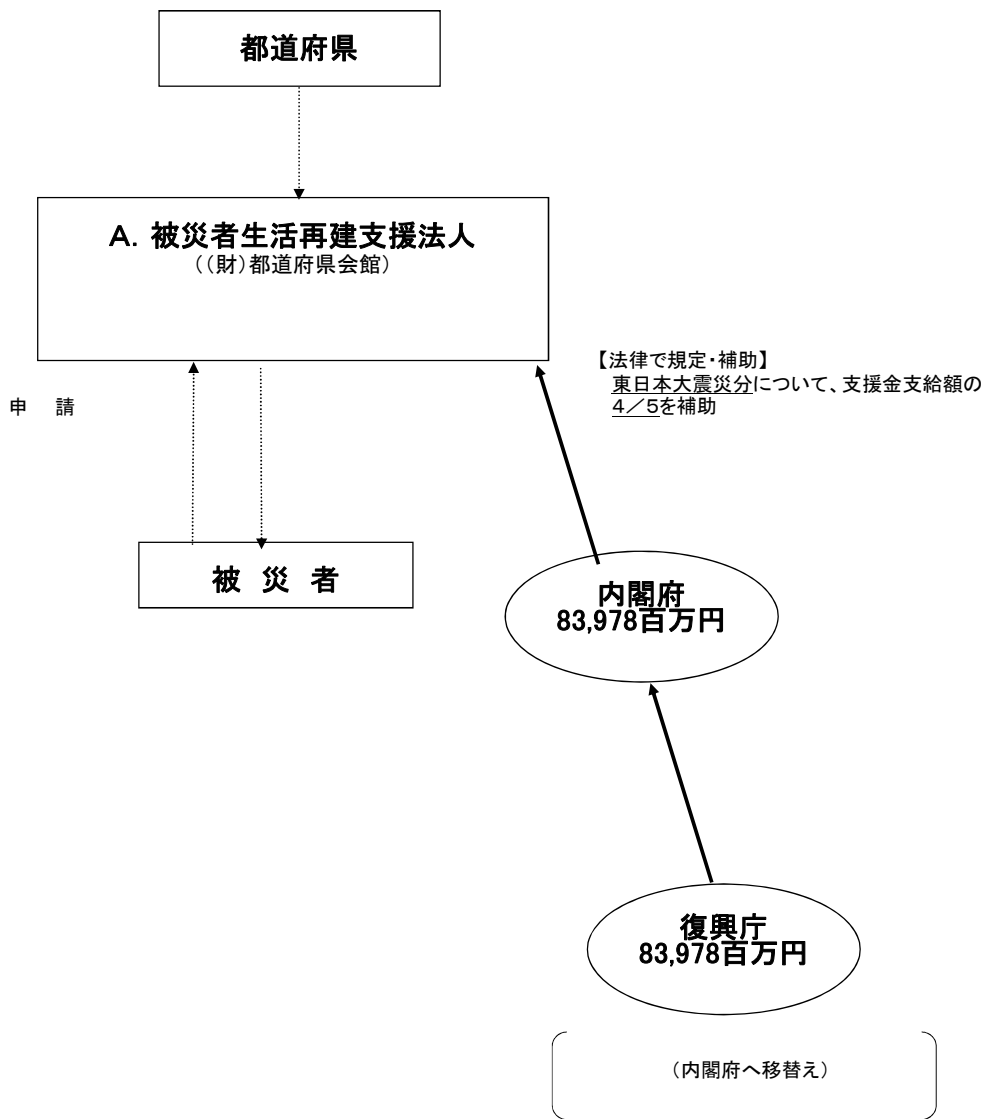 都道府県
A．被災者生活再建支援法人
（（財）都道府県会館）
【法律で規定・補助】
東日本大震災分について、支援金支給額の
４／５を補助
申　請
被 災 者
内閣府
83,978百万円
復興庁
83,978百万円
（内閣府へ移替え）